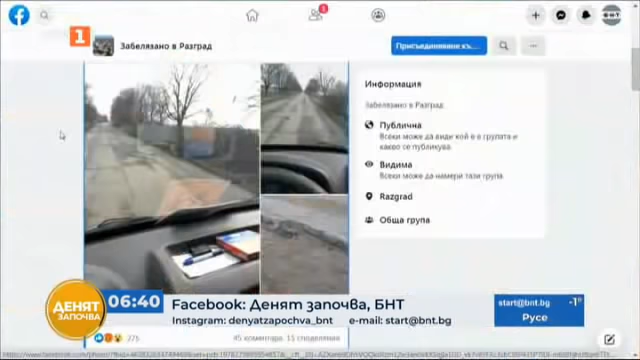 1
1
Забелязано в Разград
Присъединяване къ...
Информация
Забелязано в Разград
Публична
Всеки може да види кой е в групата и
какво се публикува.
Видима
Всеки може да намери тази група.
Razgrad
Обща група
ДЕНЯТ
ЗАПОЧВА
06:40
Facebook: Денят започва, БНТ
Instagram: denyatzapochva_bnt e-mail: start@bnt.bg
start@bnt.bg -1°
Русе
275
45 коментара 15 споделяния